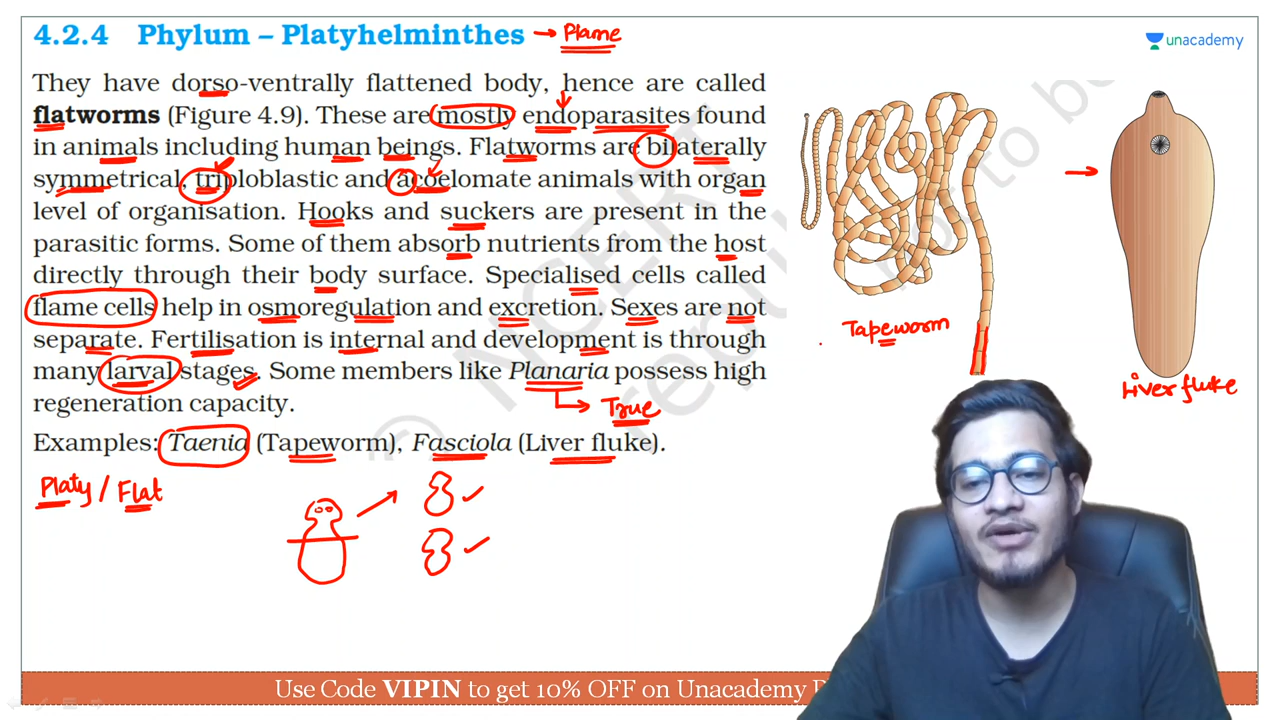 4.2.4 Phylum – Platyhelminthes → Plame
unacademy
They have dorso-ventrally flattened body, hence are called
flatworms (Figure 4.9). These are mostly endoparasites found
in animals including human beings. Flatworms are bilaterally
symmetrical, triploblastic and acoelomate animals with organ
level of organisation. Hooks and suckers are present in the
parasitic forms. Some of them absorb nutrients from the host
directly through their body surface. Specialised cells called
flame cells help in osmoregulation and excretion. Sexes are not
separate. Fertilisation is internal and development is through
many larval stages. Some members like Planaria possess high
regeneration capacity.
True
Examples: Taenia (Tapeworm), Fasciola (Liver fluke).
Platy / Flat
Tapeworm
Liver fluke
© NCERT
not to be
Use Code VIPIN to get 10% OFF on Unacademy